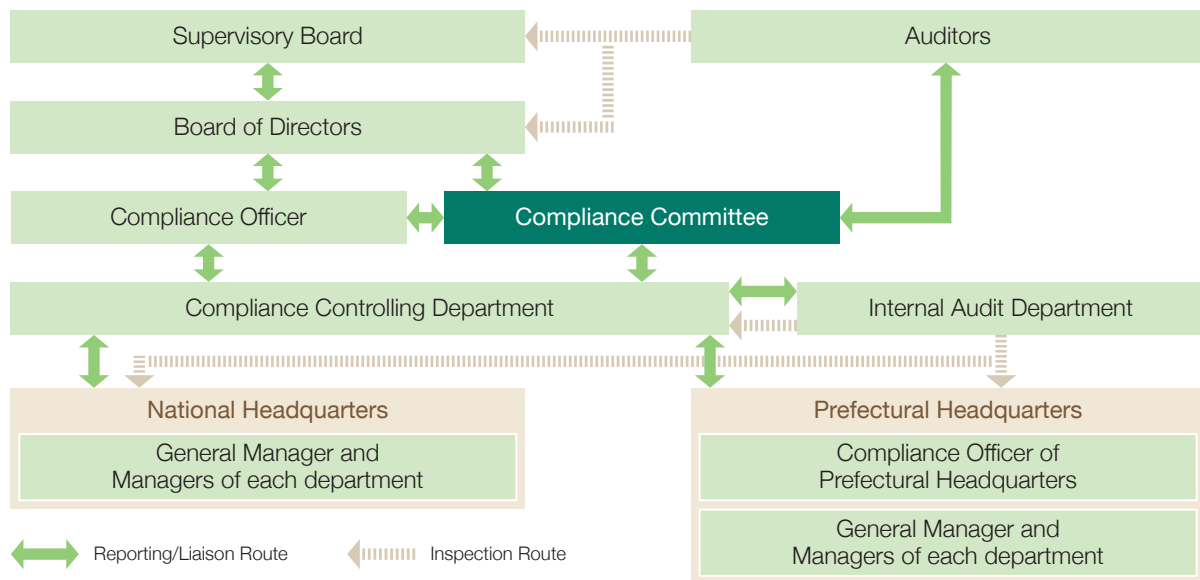 Supervisory Board
Auditors
Board of Directors
Compliance Officer
Compliance Committee
Compliance Controlling Department
Internal Audit Department
National Headquarters
General Manager and
Managers of each department
Prefectural Headquarters
Compliance Officer of
Prefectural Headquarters
General Manager and
Managers of each department
Reporting/Liaison Route
Inspection Route